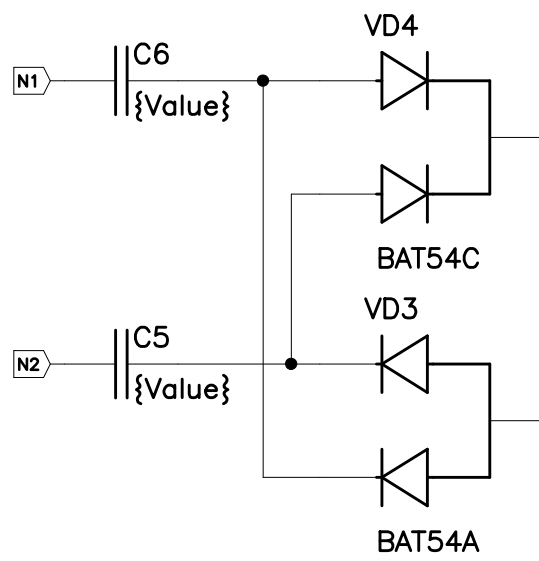 VD4
C6
N1
{Value}
BAT54C
VD3
C5
N2
{Value}
BAT54A